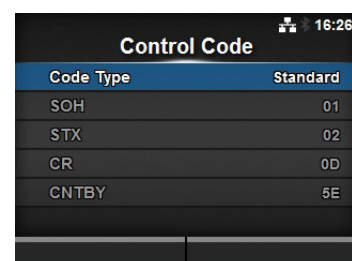 16:26
Control Code
Code Type Standard
SOH 01
STX 02
CR 0D
CNTBY 5E